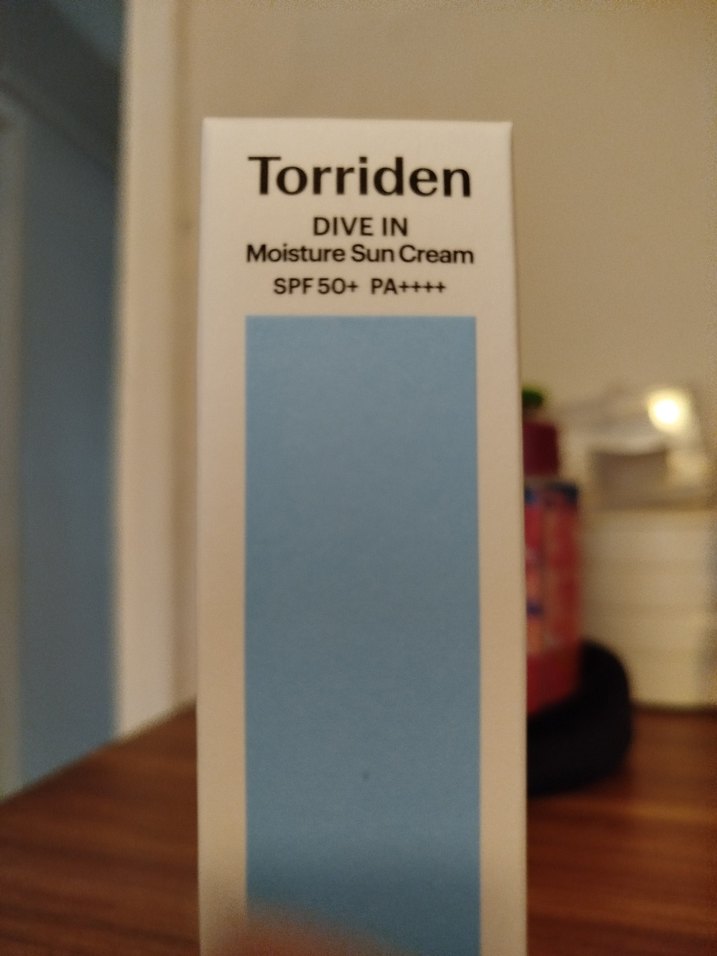 Torriden
DIVE IN
Moisture Sun Cream
SPF 50+ PA++++